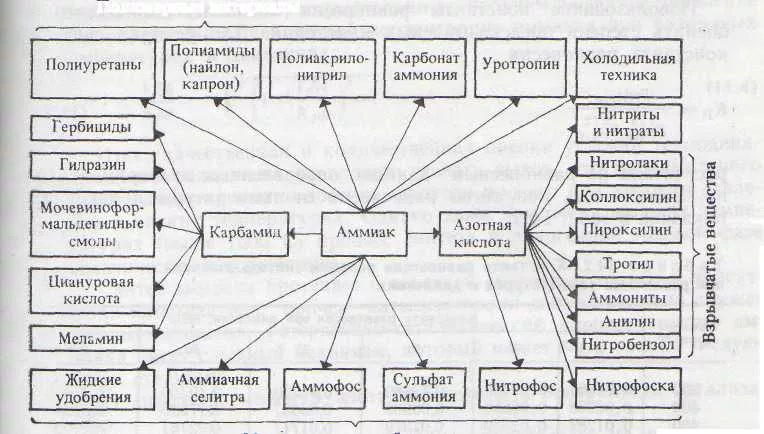 Полиуретаны
Полиамиды
(найлон,
капрон)
Полиакрило-
нитрил
Карбонат
аммония
Уротропин
Холодильная
техника
Гербициды
Гидразин
Мочевинофор-
мальдегидные
смолы
Циануровая
кислота
Меламин
Карбамид
Аммиак
Азотная
кислота
Нитриты
и нитраты
Нитролаки
Коллоксилин
Пироксилин
Тротил
Аммониты
Анилин
Нитробензол
Взрывчатые вещества
Жидкие
удобрения
Аммиачная
селитра
Аммофос
Сульфат
аммония
Нитрофос
Нитрофоска